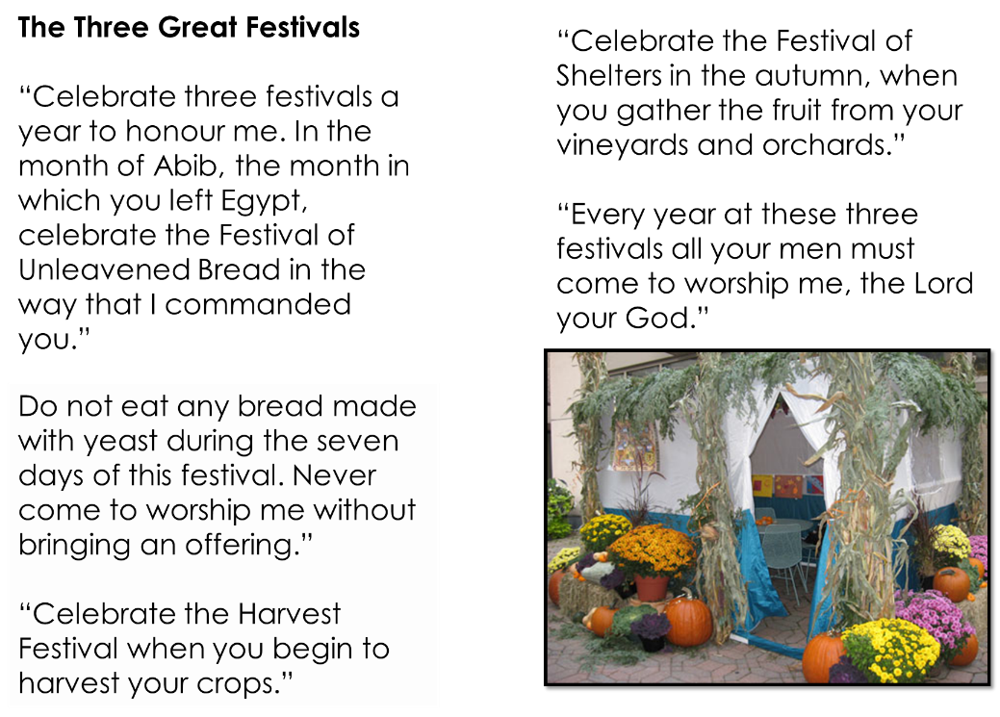 The Three Great Festivals
“Celebrate three festivals a
year to honour me. In the
month of Abib, the month in
which you left Egypt,
celebrate the Festival of
Unleavened Bread in the
way that I commanded
you.”
Do not eat any bread made
with yeast during the seven
days of this festival. Never
come to worship me without
bringing an offering.”
“Celebrate the Harvest
Festival when you begin to
harvest your crops.”
“Celebrate the Festival of
Shelters in the autumn, when
you gather the fruit from your
vineyards and orchards.”
“Every year at these three
festivals all your men must
come to worship me, the Lord
your God.”